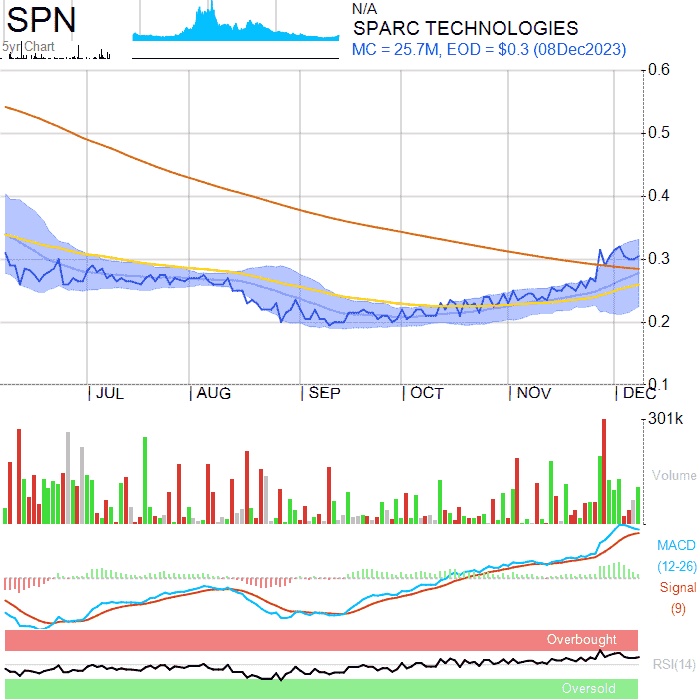 SPN
5yr Chart
N/A
SPARC TECHNOLOGIES
MC = 25.7M, EOD = $0.3 (08Dec2023)
0.6
0.5
0.4
0.3
0.2
0.1
JUL AUG SEP OCT NOV DEC
301k
Volume
MACD
(12-26)
Signal
(9)
Overbought
RSI(14)
Oversold